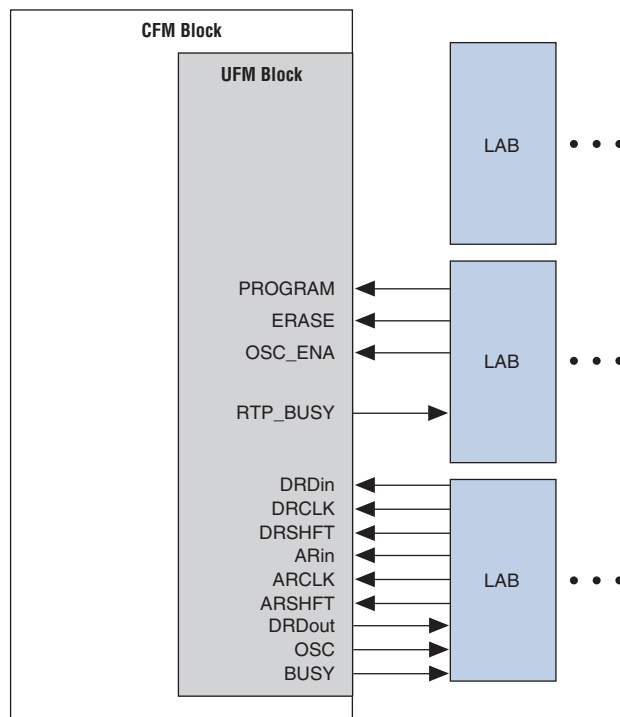 CFM Block
UFM Block
LAB
PROGRAM
ERASE
OSC_ENA
LAB
RTP_BUSY
DRDin
DRCLK
DRSHFT
ARin
LAB
ARCLK
ARSHFT
DRDout
OSC
BUSY